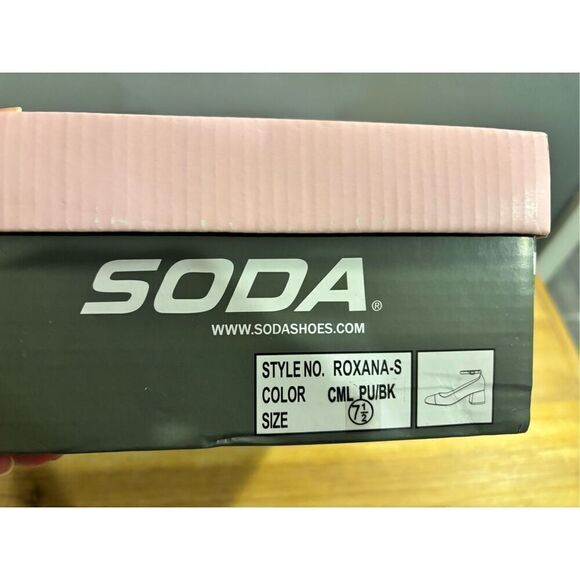 SODA®
WWW.SODASHOES.COM
STYLE NO. ROXANA-S
COLOR CML PU/BK
SIZE 7½